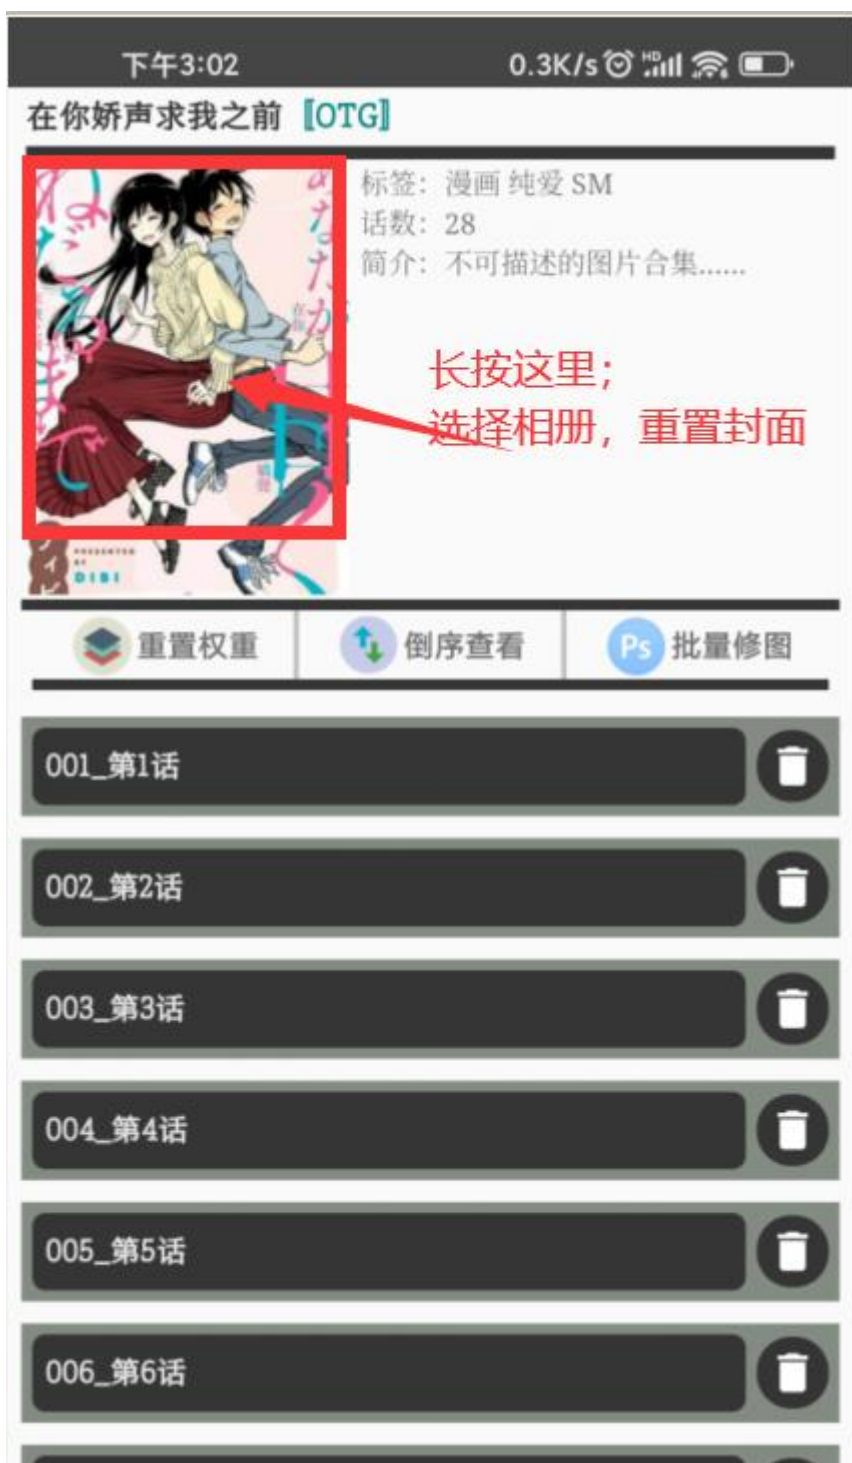 下午3:02
0.3K/s
在你娇声求我之前〖OTG〗
标签：漫画 纯爱 SM
话数：28
简介：不可描述的图片合集......
长按这里；
选择相册，重置封面
PRESENTED
BY
DIBI
重置权重
倒序查看
Ps 批量修图
001_第1话
002_第2话
003_第3话
004_第4话
005_第5话
006_第6话